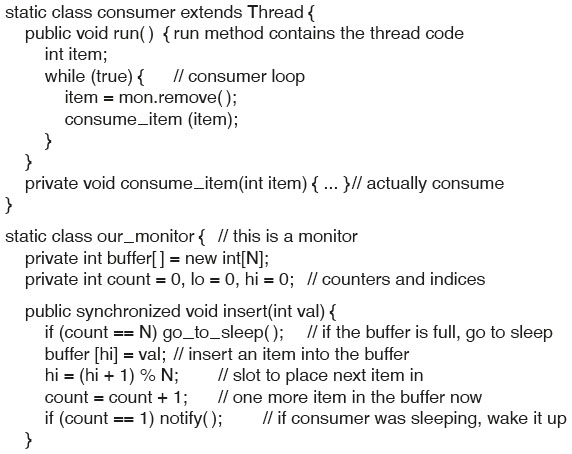 static class consumer extends Thread {
public void run( ) { run method contains the thread code
int item;
while (true) { // consumer loop
item = mon.remove( );
consume_item (item);
}
}
private void consume_item(int item) { ... } // actually consume
}
static class our_monitor { // this is a monitor
private int buffer[ ] = new int[N];
private int count = 0, lo = 0, hi = 0; // counters and indices
public synchronized void insert(int val) {
if (count == N) go_to_sleep( ); // if the buffer is full, go to sleep
buffer [hi] = val; // insert an item into the buffer
hi = (hi + 1) % N; // slot to place next item in
count = count + 1; // one more item in the buffer now
if (count == 1) notify( ); // if consumer was sleeping, wake it up
}